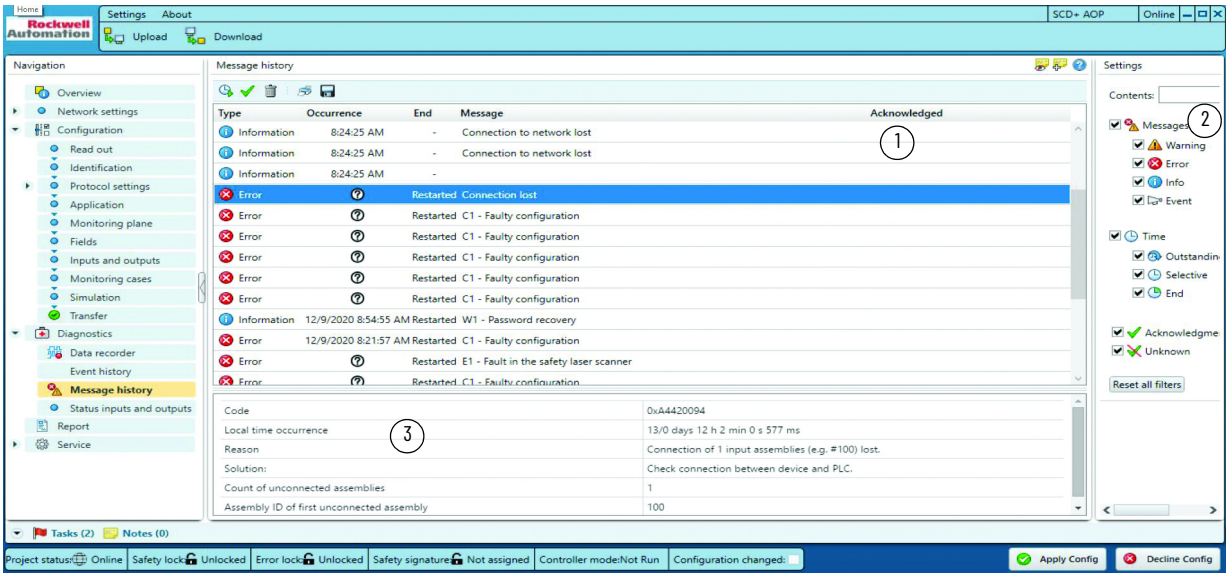 Home
Rockwell Automation
Settings About
SCD+ AOP
Online
Upload Download
Navigation
Overview
Network settings
Configuration
Read out
Identification
Protocol settings
Application
Monitoring plane
Fields
Inputs and outputs
Monitoring cases
Simulation
Transfer
Diagnostics
Data recorder
Event history
Message history
Status inputs and outputs
Report
Service
Message history
Type Occurrence End Message Acknowledged
Information 8:24:25 AM - Connection to network lost
Information 8:24:25 AM - Connection to network lost
Information 8:24:25 AM -
Error ? Restarted Connection lost
Error ? Restarted C1 - Faulty configuration
Error ? Restarted C1 - Faulty configuration
Error ? Restarted C1 - Faulty configuration
Error ? Restarted C1 - Faulty configuration
Error ? Restarted C1 - Faulty configuration
Information 12/9/2020 8:54:55 AM Restarted W1 - Password recovery
Error 12/9/2020 8:21:57 AM Restarted C1 - Faulty configuration
Error ? Restarted E1 - Fault in the safety laser scanner
Error ? Restarted C1 - Faulty configuration
1
Code 0xA4420094
Local time occurrence 13/0 days 12 h 2 min 0 s 577 ms
Reason Connection of 1 input assemblies (e.g. #100) lost.
Solution: Check connection between device and PLC.
Count of unconnected assemblies 1
Assembly ID of first unconnected assembly 100
3
Settings
Contents:
Messages
2
Warning
Error
Info
Event
Time
Outstandin
Selective
End
Acknowledgme
Unknown
Reset all filters
Tasks (2) Notes (0)
Project status: Online Safety lock: Unlocked Error lock: Unlocked Safety signature: Not assigned Controller mode:Not Run Configuration changed:
Apply Config Decline Config